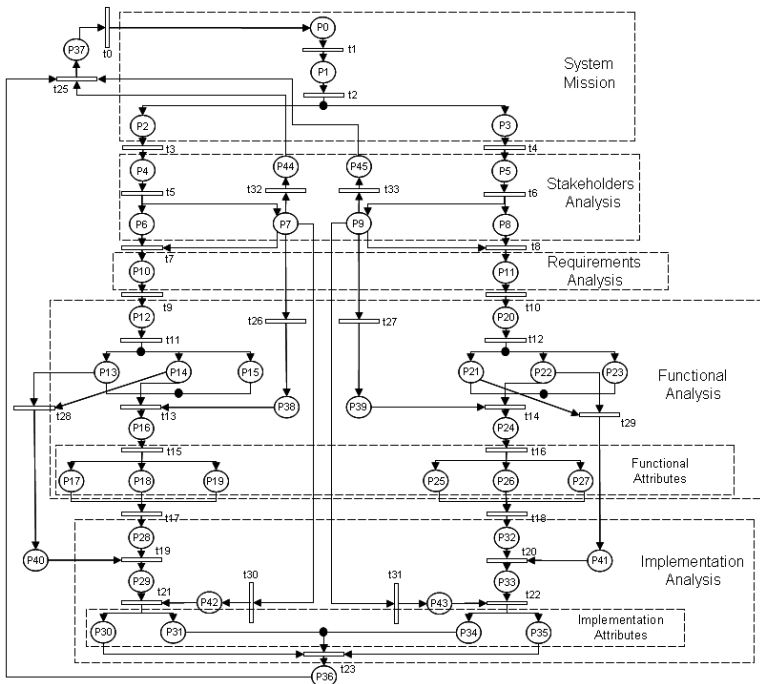 P37
t0
P0
t1
t25
P1
t2
System
Mission
P2
P3
t3
t4
P4
P44
P45
P5
t5
t32
t33
t6
Stakeholders
Analysis
P6
P7
P9
P8
t7
t8
P10
P11
Requirements
Analysis
t9
t10
P12
t26
t27
P20
t11
t12
P13
P14
P15
P21
P22
P23
Functional
Analysis
t28
t13
P38
P39
t14
t29
P16
P24
t15
t16
P17
P18
P19
P25
P26
P27
Functional
Attributes
t17
t18
P28
P32
t19
t20
P40
P41
Implementation
Analysis
P29
t30
t31
P33
t21
P42
P43
t22
P30
P31
P34
P35
Implementation
Attributes
t23
P36